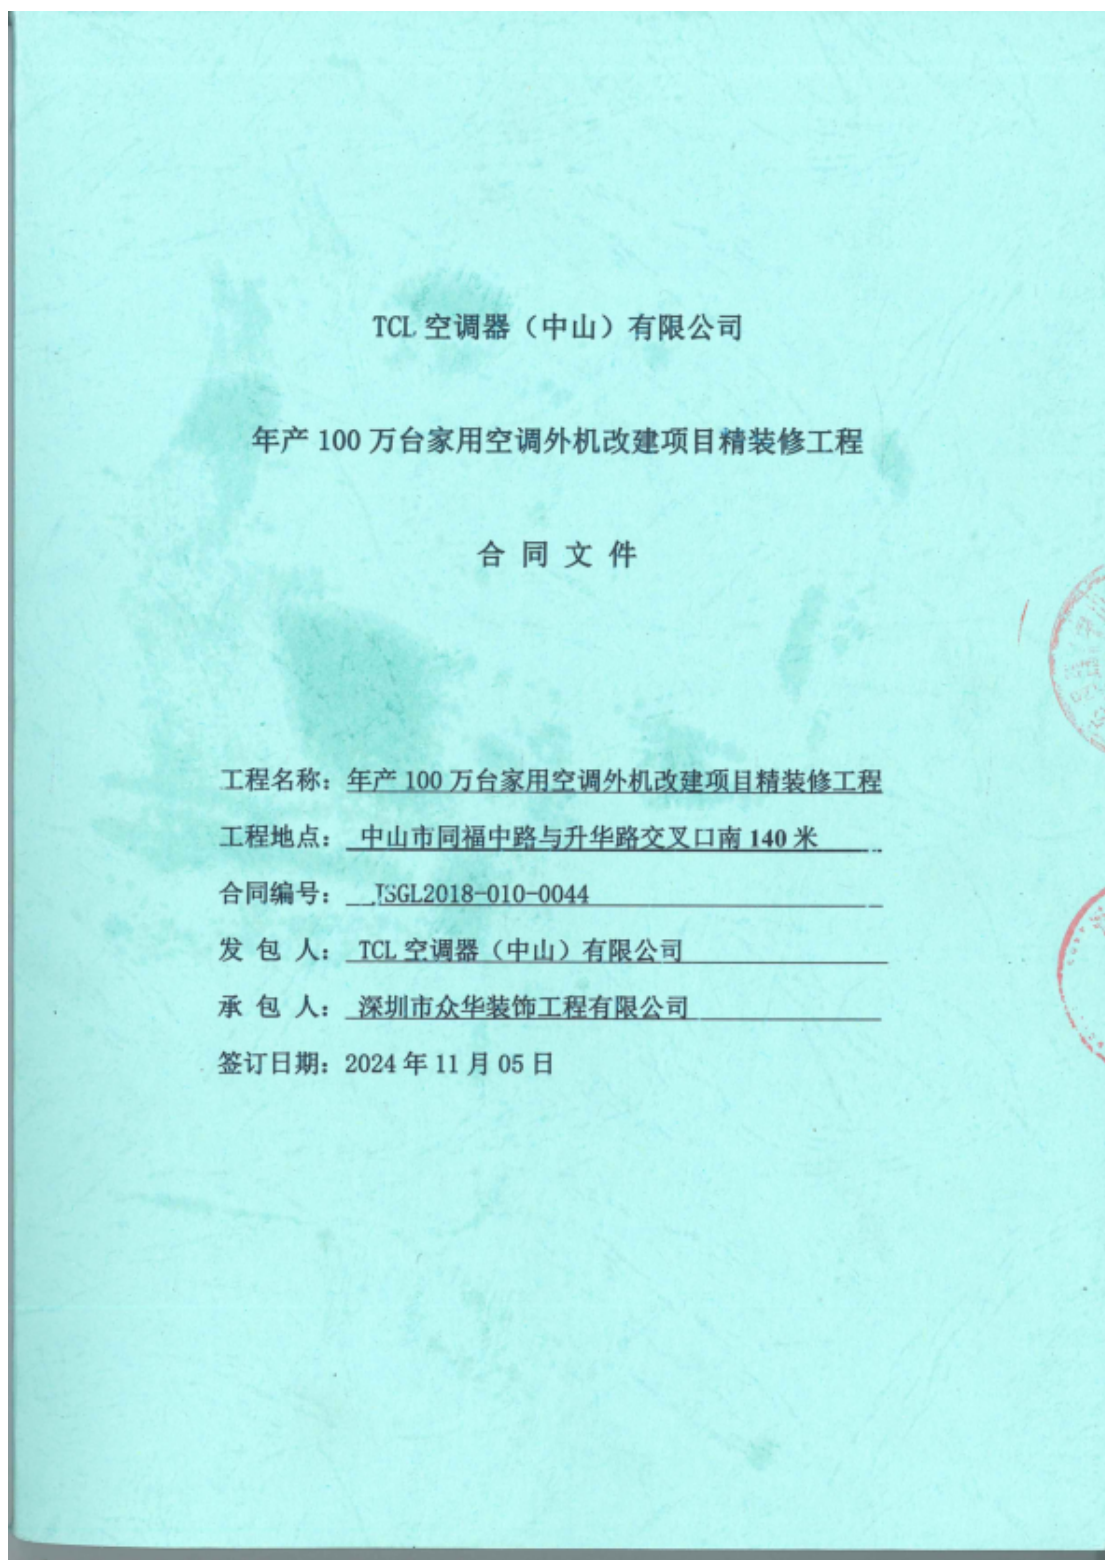 TCL 空调器（中山）有限公司
年产 100 万台家用空调外机改建项目精装修工程
合 同 文 件
工程名称：年产 100 万台家用空调外机改建项目精装修工程
工程地点： 中山市同福中路与升华路交叉口南 140 米
合同编号： JSGL2018-010-0044
发 包 人： TCL 空调器（中山）有限公司
承 包 人： 深圳市众华装饰工程有限公司
签订日期：2024 年 11 月 05 日